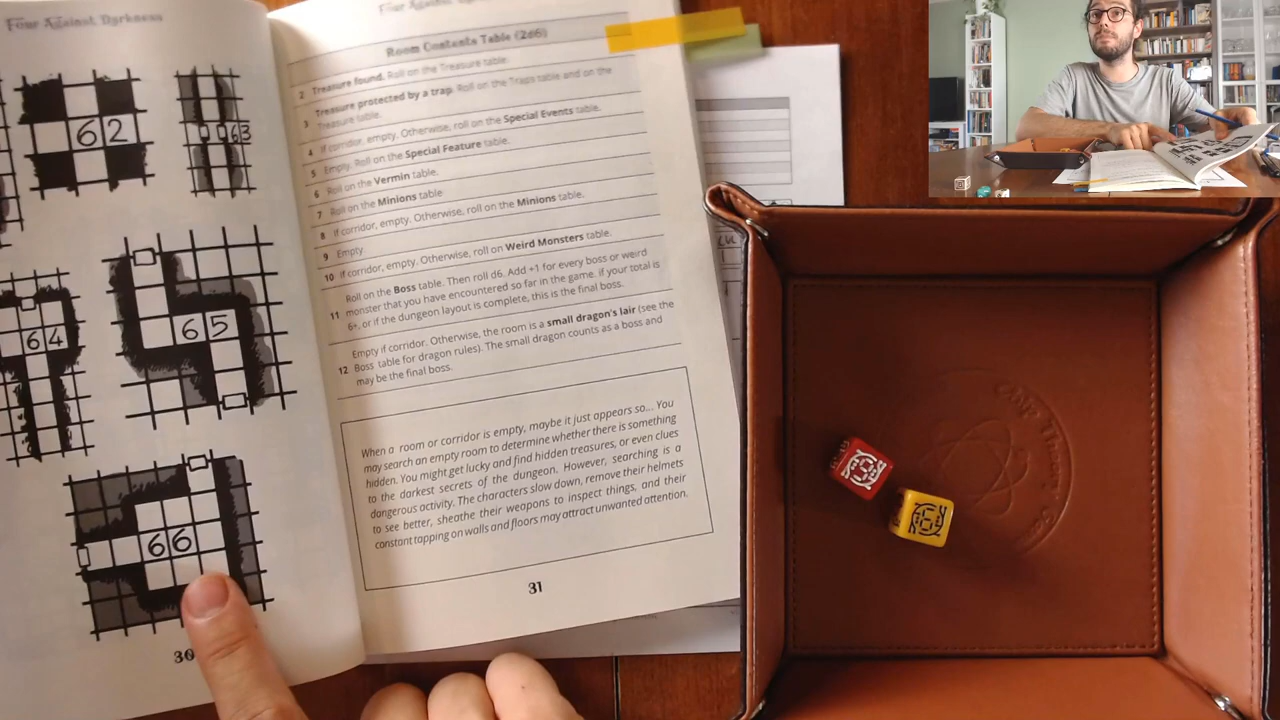 Four Against Darkness
62
63
64
65
66
30
Four Against Darkness
Room Contents Table (2d6)
2 Treasure found. Roll on the Treasure table.
3 Treasure protected by a trap. Roll on the Traps table and on the
Treasure table.
4 If corridor, empty. Otherwise, roll on the Special Events table.
5 Empty. Roll on the Special Feature table.
6 Roll on the Vermin table.
7 Roll on the Minions table
8 If corridor, empty. Otherwise, roll on the Minions table.
9 Empty
10 If corridor, empty. Otherwise, roll on Weird Monsters table.
Roll on the Boss table. Then roll d6. Add +1 for every boss or weird
11 monster that you have encountered so far in the game. if your total is
6+, or if the dungeon layout is complete, this is the final boss.
Empty if corridor. Otherwise, the room is a small dragon's lair (see the
12 Boss table for dragon rules). The small dragon counts as a boss and
may be the final boss.
When a room or corridor is empty, maybe it just appears so... You
may search an empty room to determine whether there is something
hidden. You might get lucky and find hidden treasures, or even clues
to the darkest secrets of the dungeon. However, searching is a
dangerous activity. The characters slow down, remove their helmets
to see better, sheathe their weapons to inspect things, and their
constant tapping on walls and floors may attract unwanted attention.
31
6